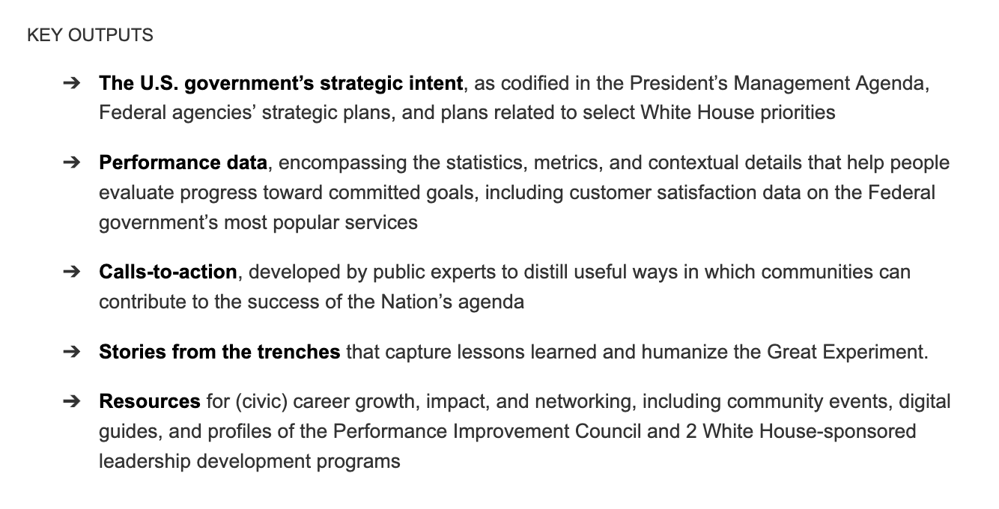 KEY OUTPUTS
➔ The U.S. government’s strategic intent, as codified in the President’s Management Agenda,
Federal agencies’ strategic plans, and plans related to select White House priorities
➔ Performance data, encompassing the statistics, metrics, and contextual details that help people
evaluate progress toward committed goals, including customer satisfaction data on the Federal
government’s most popular services
➔ Calls-to-action, developed by public experts to distill useful ways in which communities can
contribute to the success of the Nation’s agenda
➔ Stories from the trenches that capture lessons learned and humanize the Great Experiment.
➔ Resources for (civic) career growth, impact, and networking, including community events, digital
guides, and profiles of the Performance Improvement Council and 2 White House-sponsored
leadership development programs